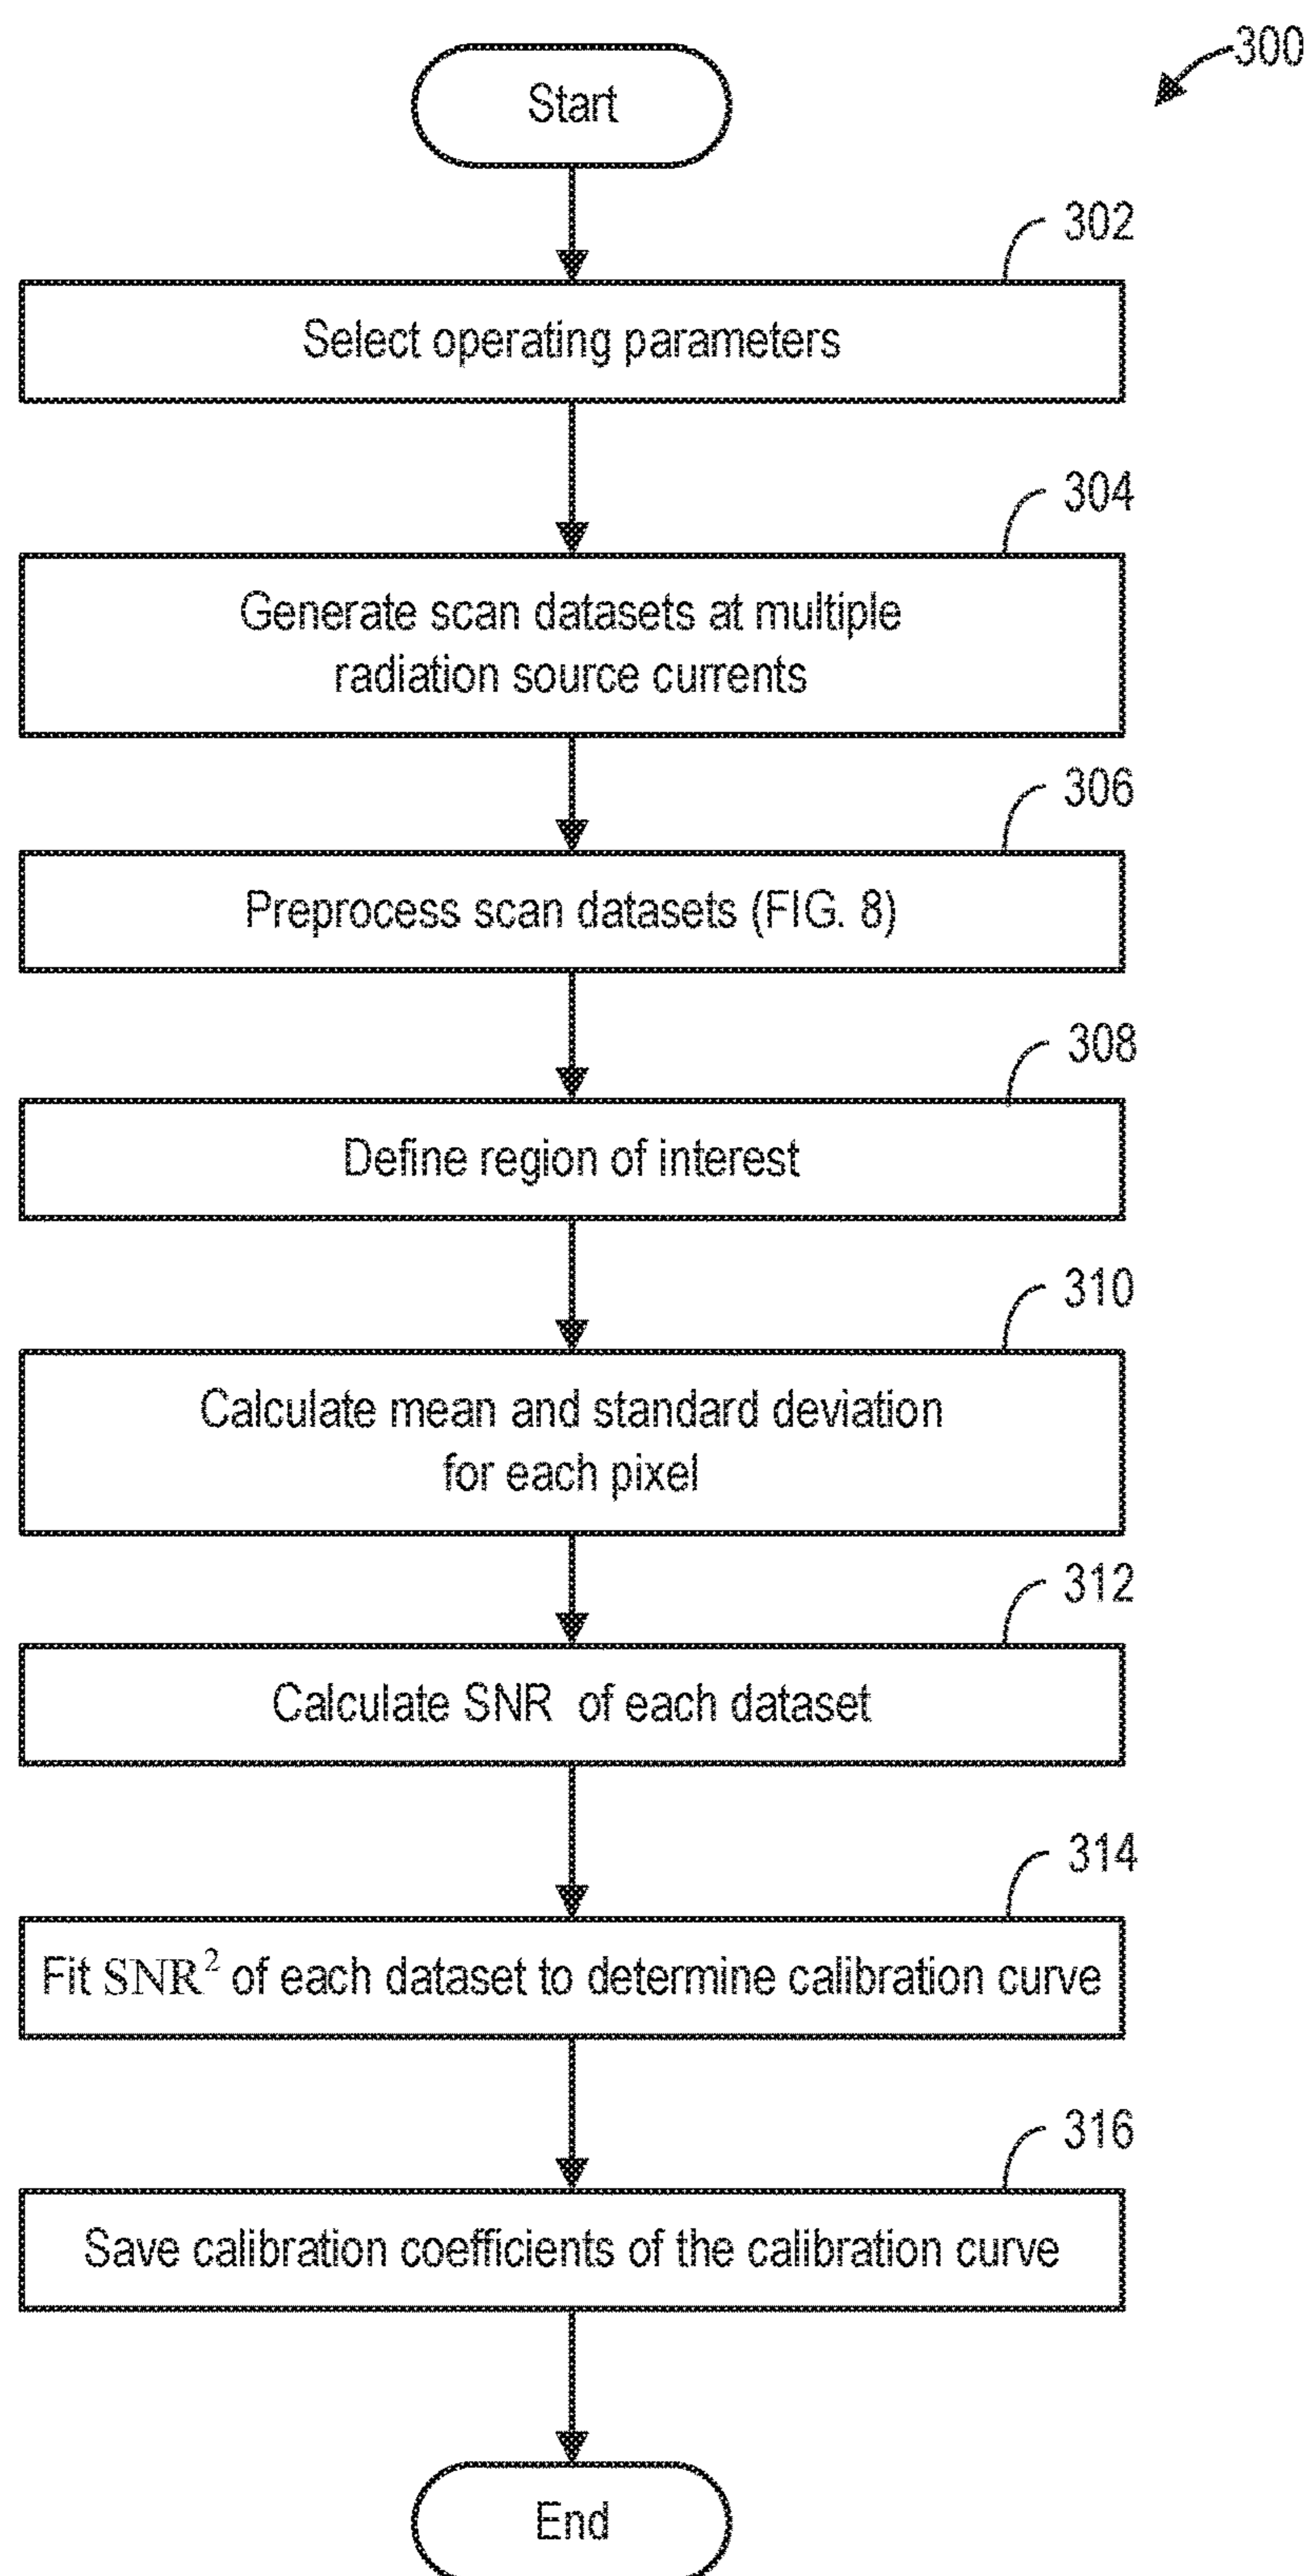 300
Start
302
Select operating parameters
304
Generate scan datasets at multiple
radiation source currents
306
Preprocess scan datasets (FIG. 8)
308
Define region of interest
310
Calculate mean and standard deviation
for each pixel
312
Calculate SNR of each dataset
314
Fit SNR² of each dataset to determine calibration curve
316
Save calibration coefficients of the calibration curve
End